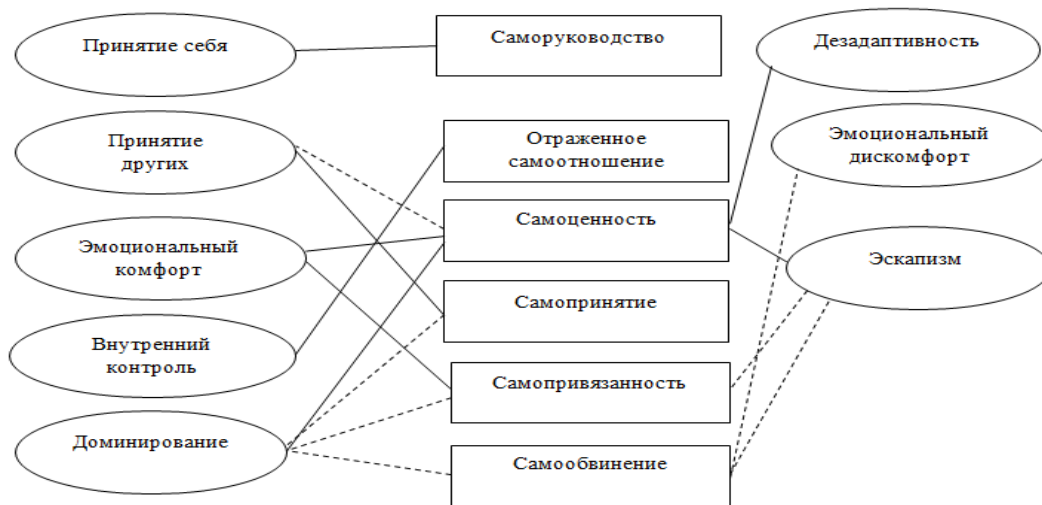 Принятие себя
Саморуководство
Дезадаптивность
Принятие
других
Отраженное
самоотношение
Эмоциональный
дискомфорт
Эмоциональный
комфорт
Самоценность
Эскапизм
Самопринятие
Внутренний
контроль
Самопривязанность
Доминирование
Самообвинение